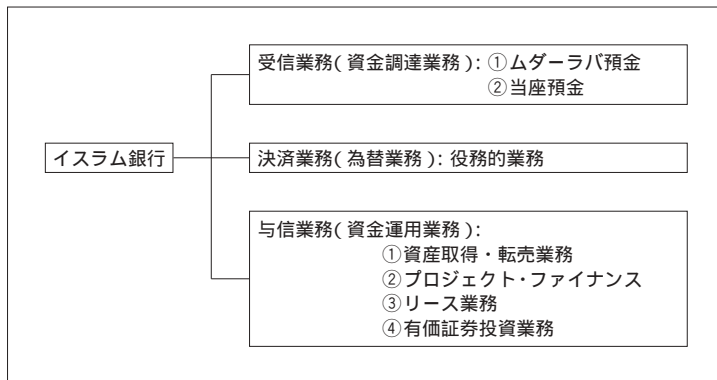 受信業務(資金調達業務):①ムダーラバ預金
②当座預金
イスラム銀行
決済業務(為替業務):役務的業務
与信業務(資金運用業務):
①資産取得・転売業務
②プロジェクト・ファイナンス
③リース業務
④有価証券投資業務